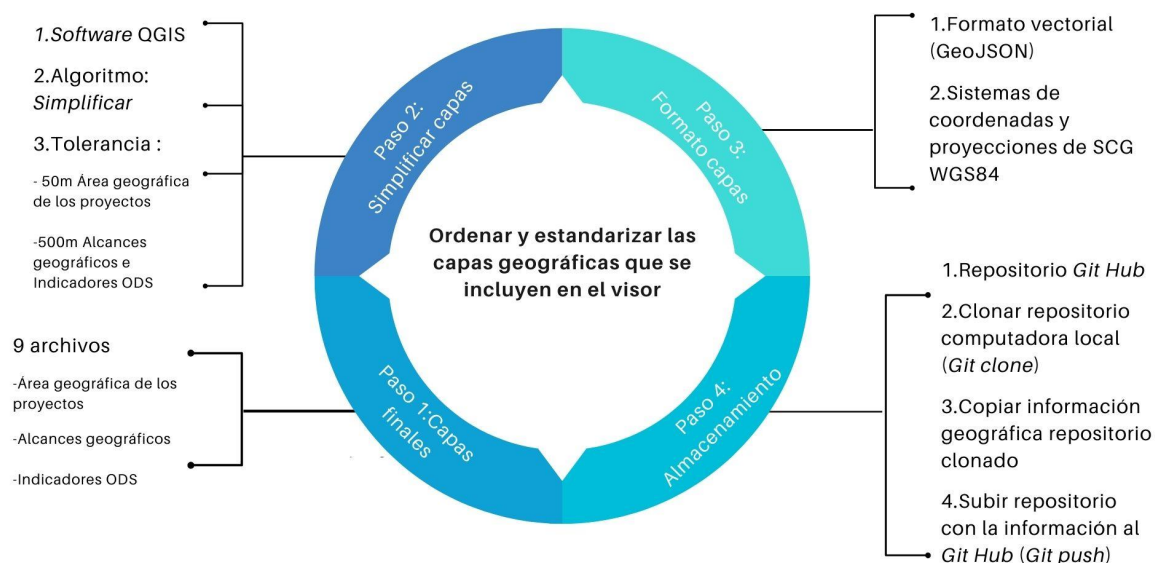 1.Software QGIS
2.Algoritmo:
Simplificar
3.Tolerancia :
- 50m Área geográfica
de los proyectos
-500m Alcances
geográficos e
Indicadores ODS
9 archivos
-Área geográfica de los
proyectos
-Alcances geográficos
-Indicadores ODS
Paso 2:
Simplificar capas
Paso 3:
Formato capas
Ordenar y estandarizar las
capas geográficas que se
incluyen en el visor
Paso 1:Capas
finales
Paso 4:
Almacenamiento
1.Formato vectorial
(GeoJSON)
2.Sistemas de
coordenadas y
proyecciones de SCG
WGS84
1.Repositorio Git Hub
2.Clonar repositorio
computadora local
(Git clone)
3.Copiar información
geográfica repositorio
clonado
4.Subir repositorio
con la información al
Git Hub (Git push)